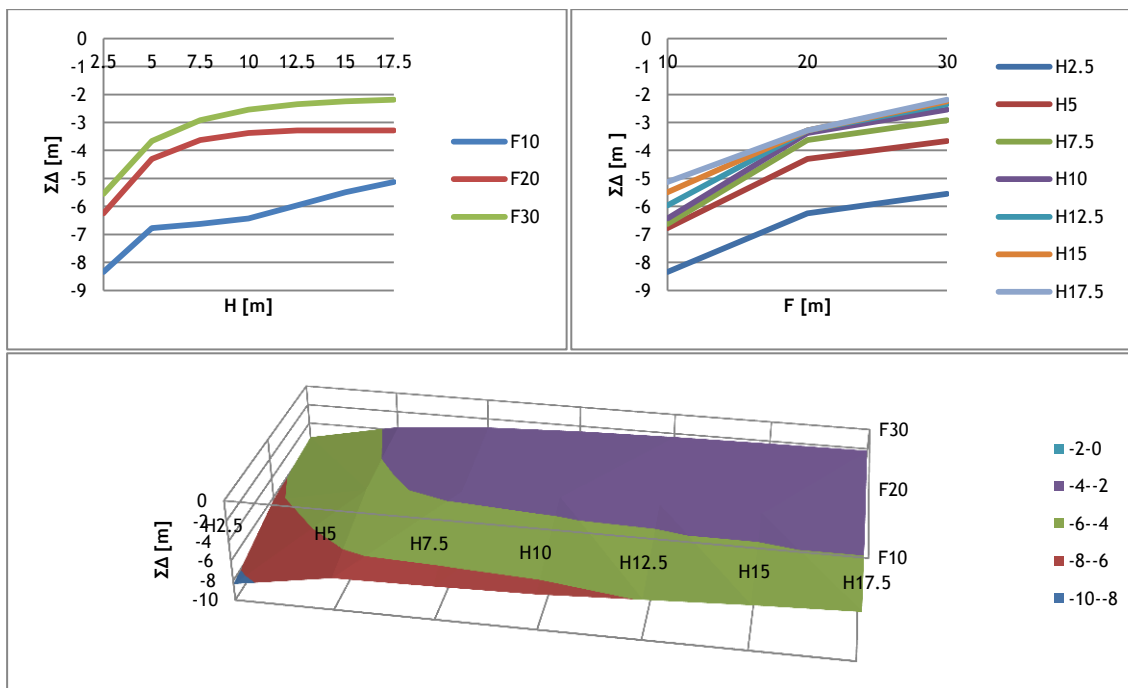 0
-1
-2
-3
-4
-5
-6
-7
-8
-9
2.5 5 7.5 10 12.5 15 17.5
ΣΔ [m]
H [m]
F10
F20
F30
0
-1
-2
-3
-4
-5
-6
-7
-8
-9
10 20 30
ΣΔ [m ]
F [m]
H2.5
H5
H7.5
H10
H12.5
H15
H17.5
0
-2
-4
-6
-8
-10
ΣΔ [m]
H2.5
H5
H7.5
H10
H12.5
H15
H17.5
F30
F20
F10
-2-0
-4--2
-6--4
-8--6
-10--8